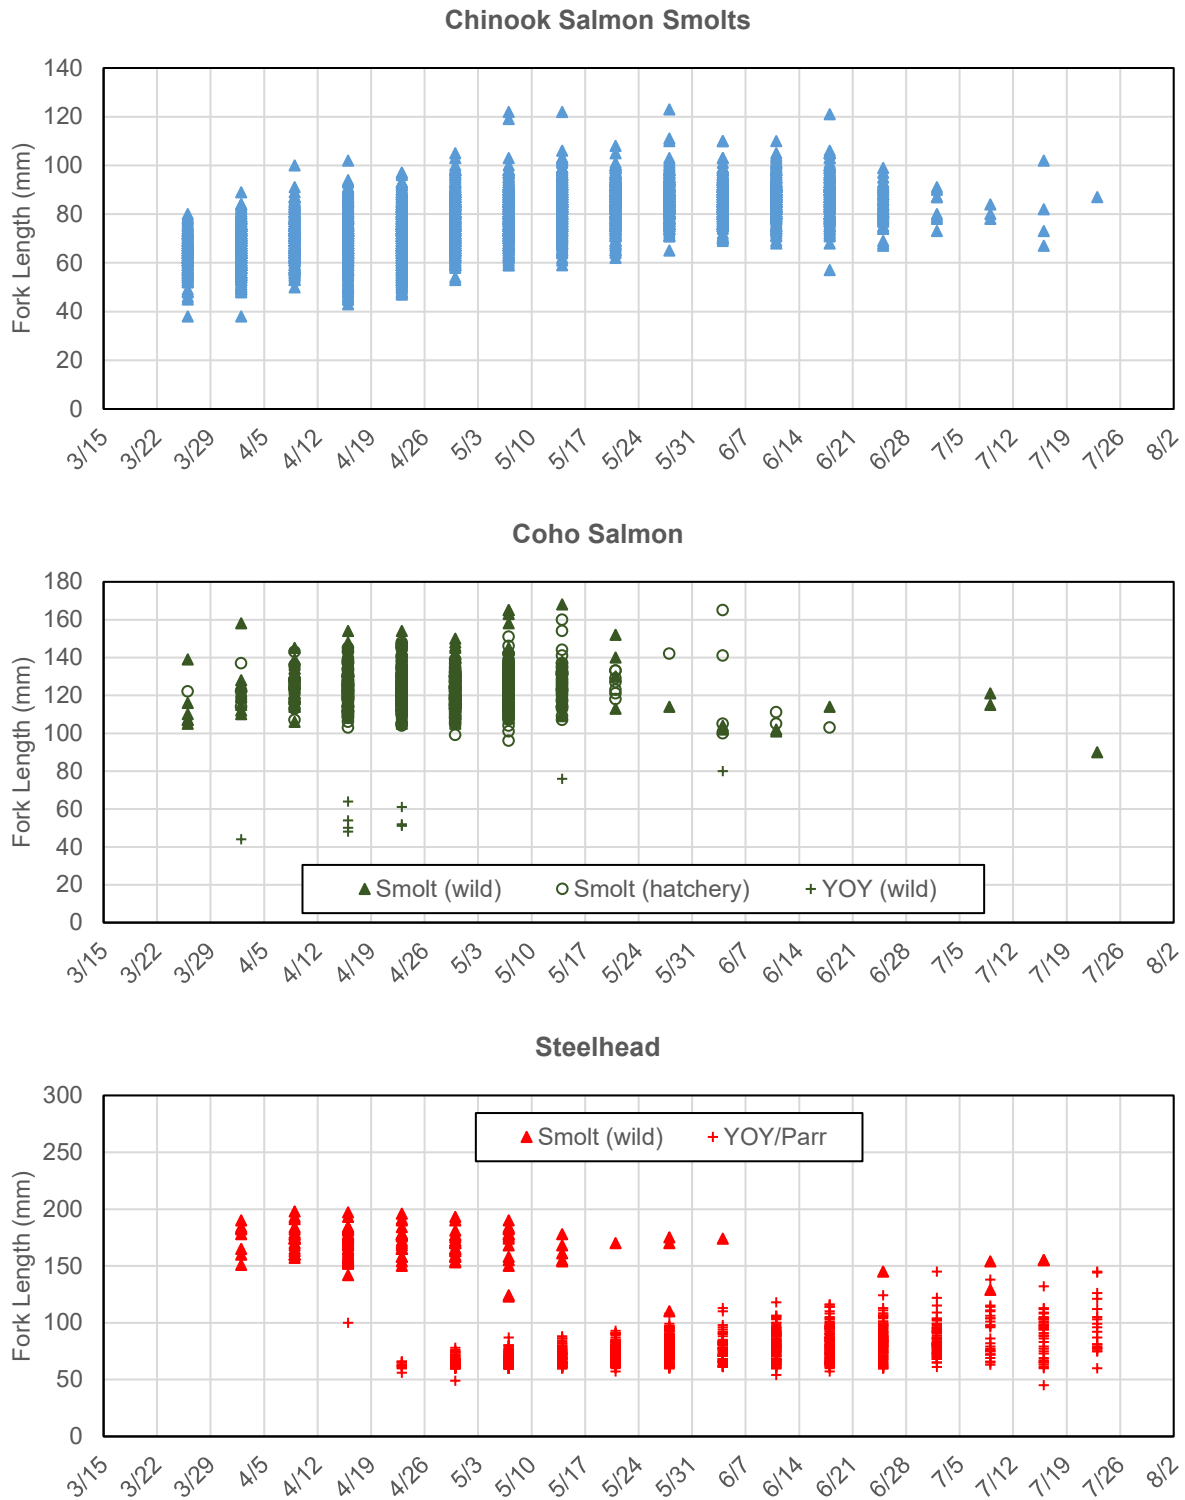 Chinook Salmon Smolts
Fork Length (mm)
140
120
100
80
60
40
20
0
3/15 3/22 3/29 4/5 4/12 4/19 4/26 5/3 5/10 5/17 5/24 5/31 6/7 6/14 6/21 6/28 7/5 7/12 7/19 7/26 8/2
Coho Salmon
Fork Length (mm)
180
160
140
120
100
80
60
40
20
0
Smolt (wild) Smolt (hatchery) YOY (wild)
3/15 3/22 3/29 4/5 4/12 4/19 4/26 5/3 5/10 5/17 5/24 5/31 6/7 6/14 6/21 6/28 7/5 7/12 7/19 7/26 8/2
Steelhead
Fork Length (mm)
300
250
200
150
100
50
0
Smolt (wild) YOY/Parr
3/15 3/22 3/29 4/5 4/12 4/19 4/26 5/3 5/10 5/17 5/24 5/31 6/7 6/14 6/21 6/28 7/5 7/12 7/19 7/26 8/2